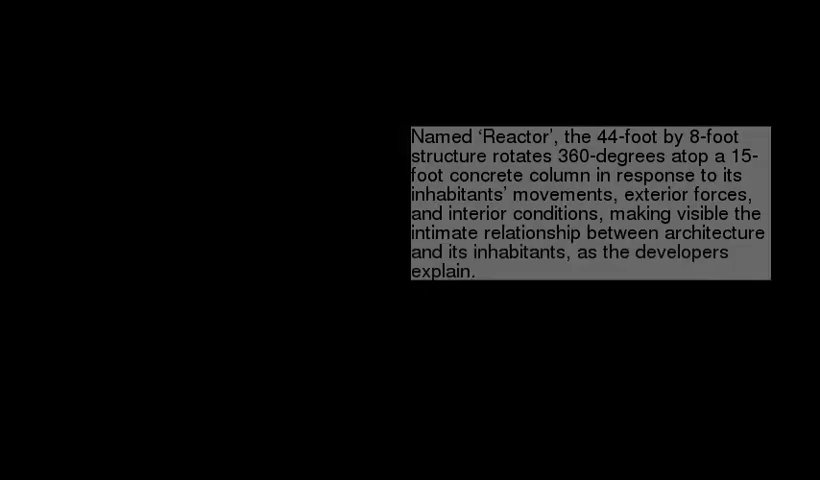 Named ‘Reactor’, the 44-foot by 8-foot
structure rotates 360-degrees atop a 15-
foot concrete column in response to its
inhabitants’ movements, exterior forces,
and interior conditions, making visible the
intimate relationship between architecture
and its inhabitants, as the developers
explain.